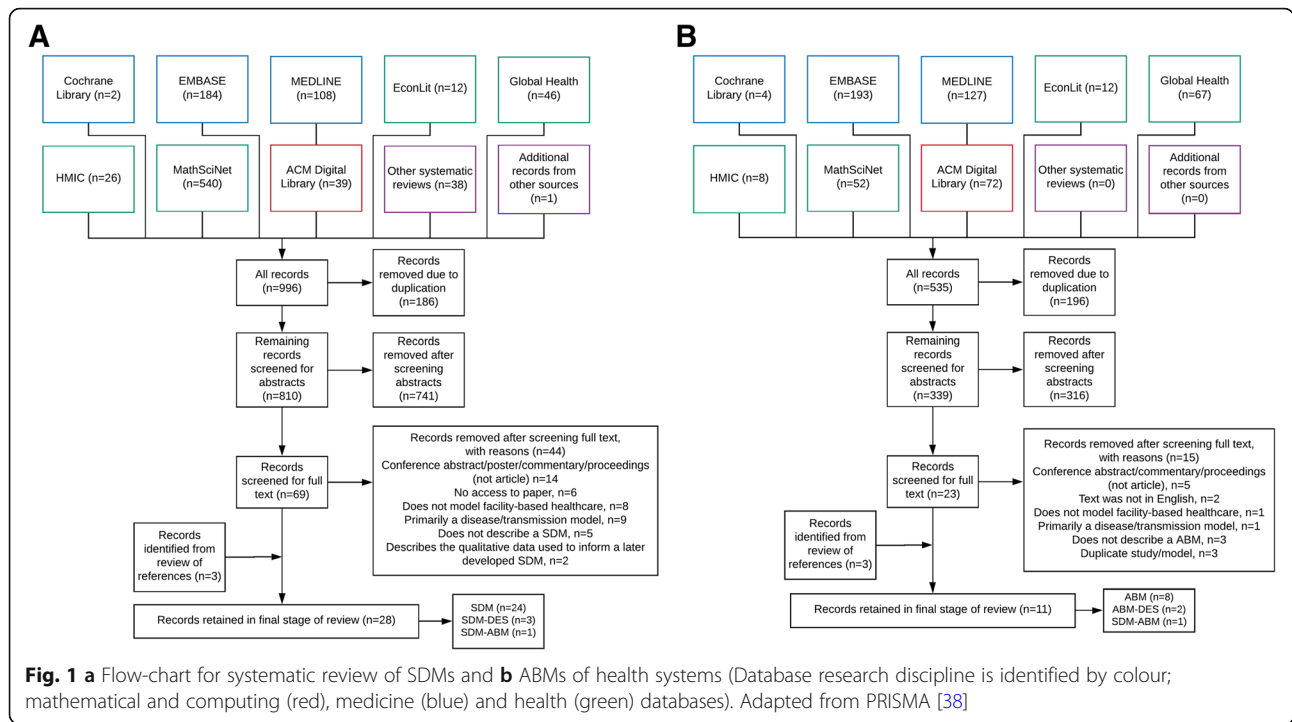 A
Cochrane
Library (n=2)
EMBASE
(n=184)
MEDLINE
(n=108)
EconLit (n=12)
Global Health
(n=46)
HMIC (n=26)
MathSciNet
(n=540)
ACM Digital
Library (n=39)
Other systematic
reviews (n=38)
Additional
records from
other sources
(n=1)
All records
(n=996)
Records
removed due to
duplication
(n=186)
Remaining
records
screened for
abstracts
(n=810)
Records
removed after
screening
abstracts
(n=741)
Records
screened for full
text (n=69)
Records removed after screening full text,
with reasons (n=44)
Conference abstract/poster/commentary/proceedings
(not article) n=14
No access to paper, n=6
Does not model facility-based healthcare, n=8
Primarily a disease/transmission model, n=9
Does not describe a SDM, n=5
Describes the qualitative data used to inform a later
developed SDM, n=2
Records
identified from
review of
references (n=3)
Records retained in final stage of review (n=28)
SDM (n=24)
SDM-DES (n=3)
SDM-ABM (n=1)
B
Cochrane
Library (n=4)
EMBASE
(n=193)
MEDLINE
(n=127)
EconLit (n=12)
Global Health
(n=67)
HMIC (n=8)
MathSciNet
(n=52)
ACM Digital
Library (n=72)
Other systematic
reviews (n=0)
Additional
records from
other sources
(n=0)
All records
(n=535)
Records
removed due to
duplication
(n=196)
Remaining
records
screened for
abstracts
(n=339)
Records
removed after
screening
abstracts
(n=316)
Records
screened for full
text (n=23)
Records removed after screening full text,
with reasons (n=15)
Conference abstract/commentary/proceedings
(not article), n=5
Text was not in English, n=2
Does not model facility-based healthcare, n=1
Primarily a disease/transmission model, n=1
Does not describe a ABM, n=3
Duplicate study/model, n=3
Records
identified from
review of
references (n=3)
Records retained in final stage of review (n=11)
ABM (n=8)
ABM-DES (n=2)
SDM-ABM (n=1)
Fig. 1 a Flow-chart for systematic review of SDMs and b ABMs of health systems (Database research discipline is identified by colour;
mathematical and computing (red), medicine (blue) and health (green) databases). Adapted from PRISMA [38]